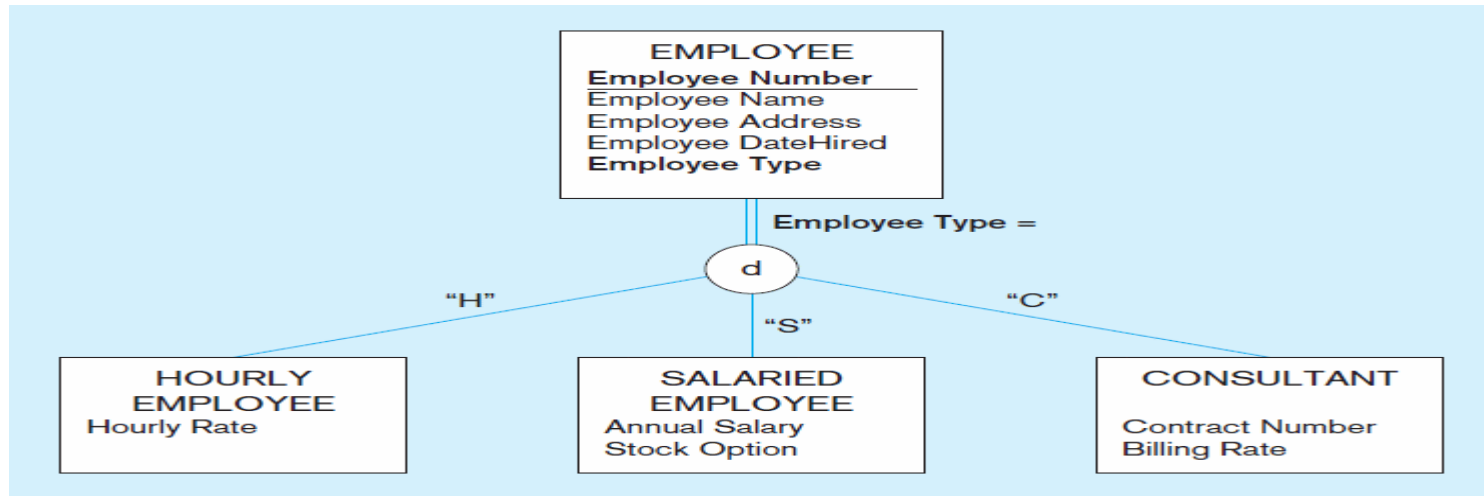 EMPLOYEE
Employee Number
Employee Name
Employee Address
Employee DateHired
Employee Type
Employee Type =
d
“H”
“S”
“C”
HOURLY
EMPLOYEE
Hourly Rate
SALARIED
EMPLOYEE
Annual Salary
Stock Option
CONSULTANT
Contract Number
Billing Rate